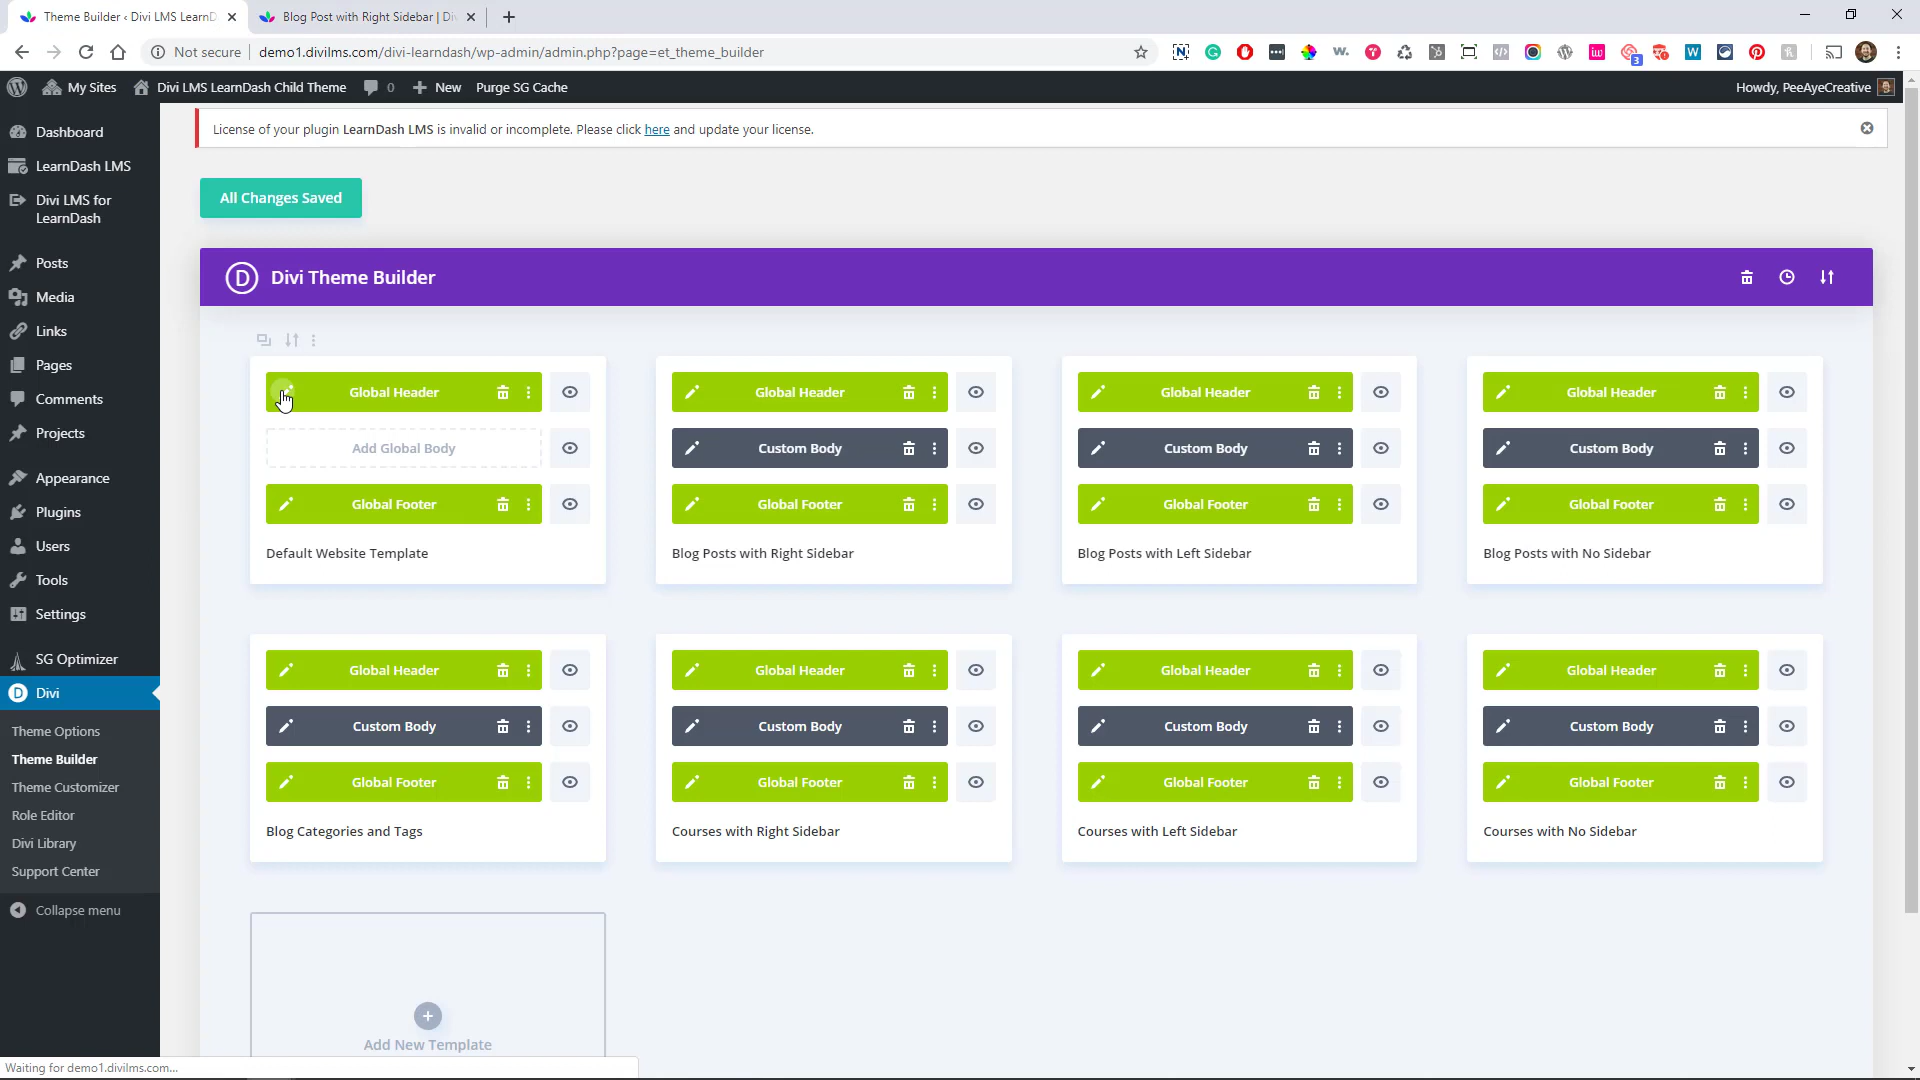 Theme Builder ‹ Divi LMS LearnD
Blog Post with Right Sidebar | Div
Not secure
demo1.divilms.com/divi-learndash/wp-admin/admin.php?page=et_theme_builder
3
My Sites
Divi LMS LearnDash Child Theme
0
New
Purge SG Cache
Howdy, PeeAyeCreative
Dashboard
LearnDash LMS
Divi LMS for
LearnDash
Posts
Media
Links
Pages
Comments
Projects
Appearance
Plugins
Users
Tools
Settings
SG Optimizer
Divi
Theme Options
Theme Builder
Theme Customizer
Role Editor
Divi Library
Support Center
Collapse menu
License of your plugin LearnDash LMS is invalid or incomplete. Please click here and update your license.
All Changes Saved
D
Divi Theme Builder
Global Header
Add Global Body
Global Footer
Default Website Template
Global Header
Custom Body
Global Footer
Blog Posts with Right Sidebar
Global Header
Custom Body
Global Footer
Blog Posts with Left Sidebar
Global Header
Custom Body
Global Footer
Blog Posts with No Sidebar
Global Header
Custom Body
Global Footer
Blog Categories and Tags
Global Header
Custom Body
Global Footer
Courses with Right Sidebar
Global Header
Custom Body
Global Footer
Courses with Left Sidebar
Global Header
Custom Body
Global Footer
Courses with No Sidebar
Add New Template
Waiting for demo1.divilms.com...